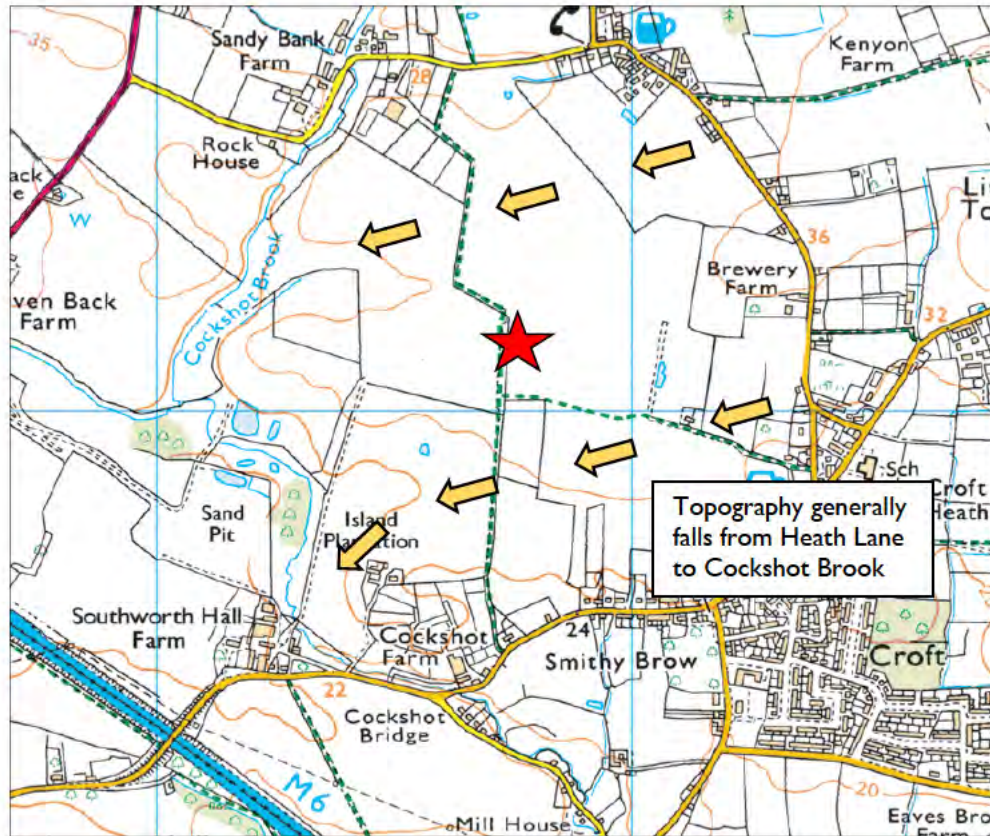 35
Sandy Bank
Farm
28
Kenyon
Farm
Rock
House
W
Cockshot Brook
ven Back
Farm
36
Brewery
Farm
Li
To
32
Sch
Croft
Heath
Sand
Pit
Island
Topography generally
falls from Heath Lane
to Cockshot Brook
Southworth Hall
Farm
Cockshot
Farm
24
Smithy Brow
Croft
22
Cockshot
Bridge
M6
20
Mill House
Eaves Bro